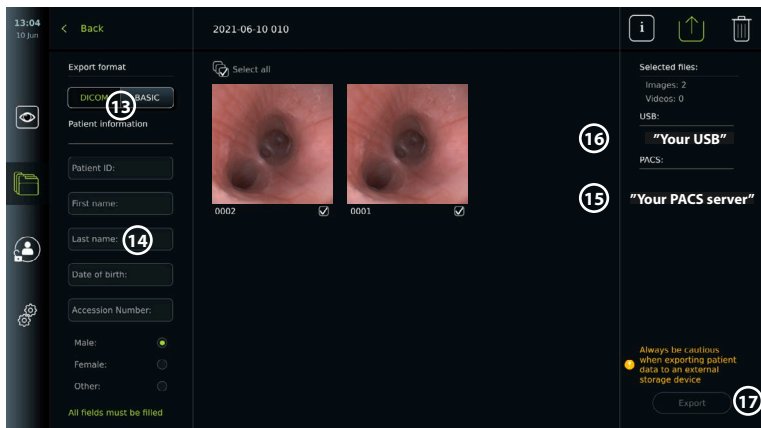 13:04
10 Jun
Back
2021-06-10 010
i
Export format
DICOM
13
BASIC
Patient information
Patient ID:
First name:
Last name:
14
Date of birth:
Accession Number:
Male:
Female:
Other:
All fields must be filled
Select all
0002
0001
Selected files:
Images: 2
Videos: 0
USB:
16
”Your USB”
PACS:
15
”Your PACS server”
Always be cautious
when exporting patient
data to an external
storage device
Export
17